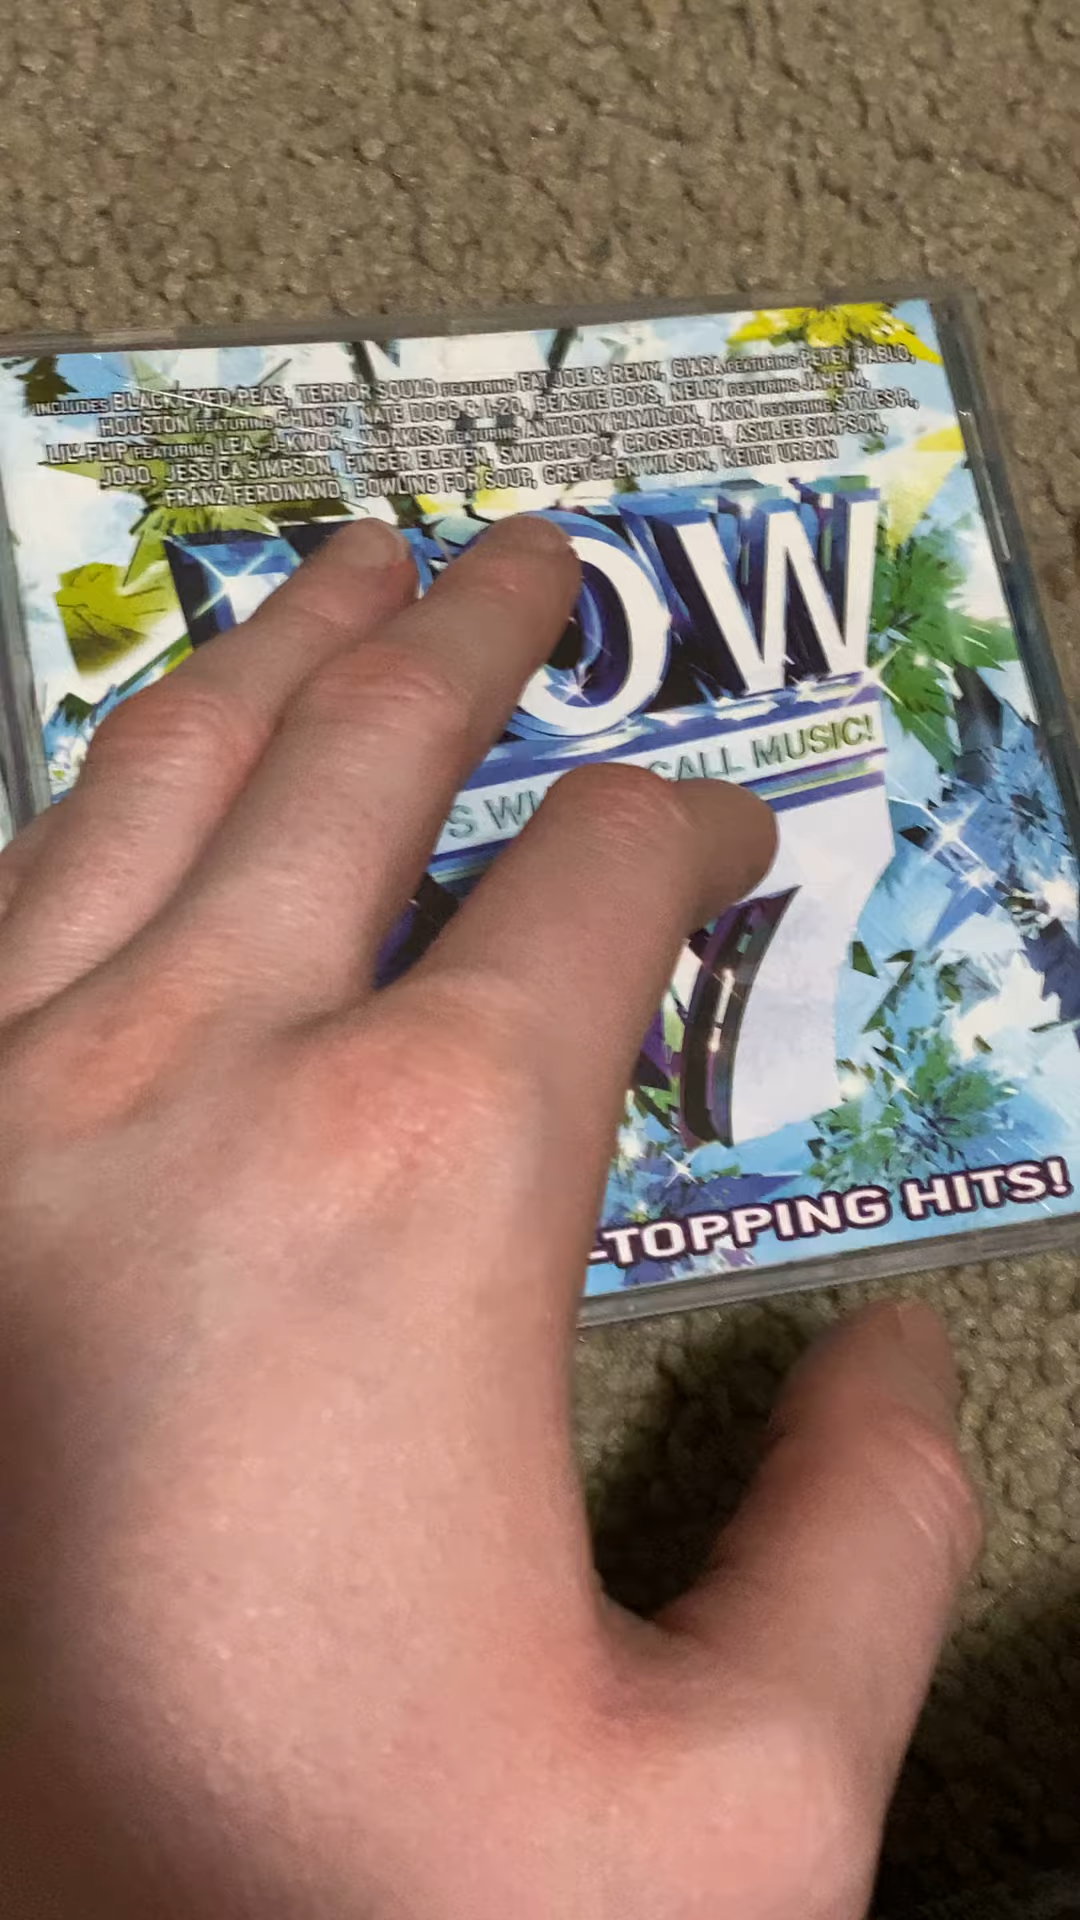 INCLUDES BLACK EYED PEAS, TERROR SQUAD FEATURING FAT JOE & REMY, CIARA FEATURING PETEY PABLO,
HOUSTON FEATURING CHINGY, NATE DOGG & I-20, BEASTIE BOYS, NELLY FEATURING JAHEIM,
LIL' FLIP FEATURING LEA, J-KWON, JADAKISS FEATURING ANTHONY HAMILTON, AKON FEATURING STYLES P.,
JOJO, JESSICA SIMPSON, FINGER ELEVEN, SWITCHFOOT, CROSSFADE, ASHLEE SIMPSON,
FRANZ FERDINAND, BOWLING FOR SOUP, GRETCHEN WILSON, KEITH URBAN
OW
CALL MUSIC!
7
-TOPPING HITS!